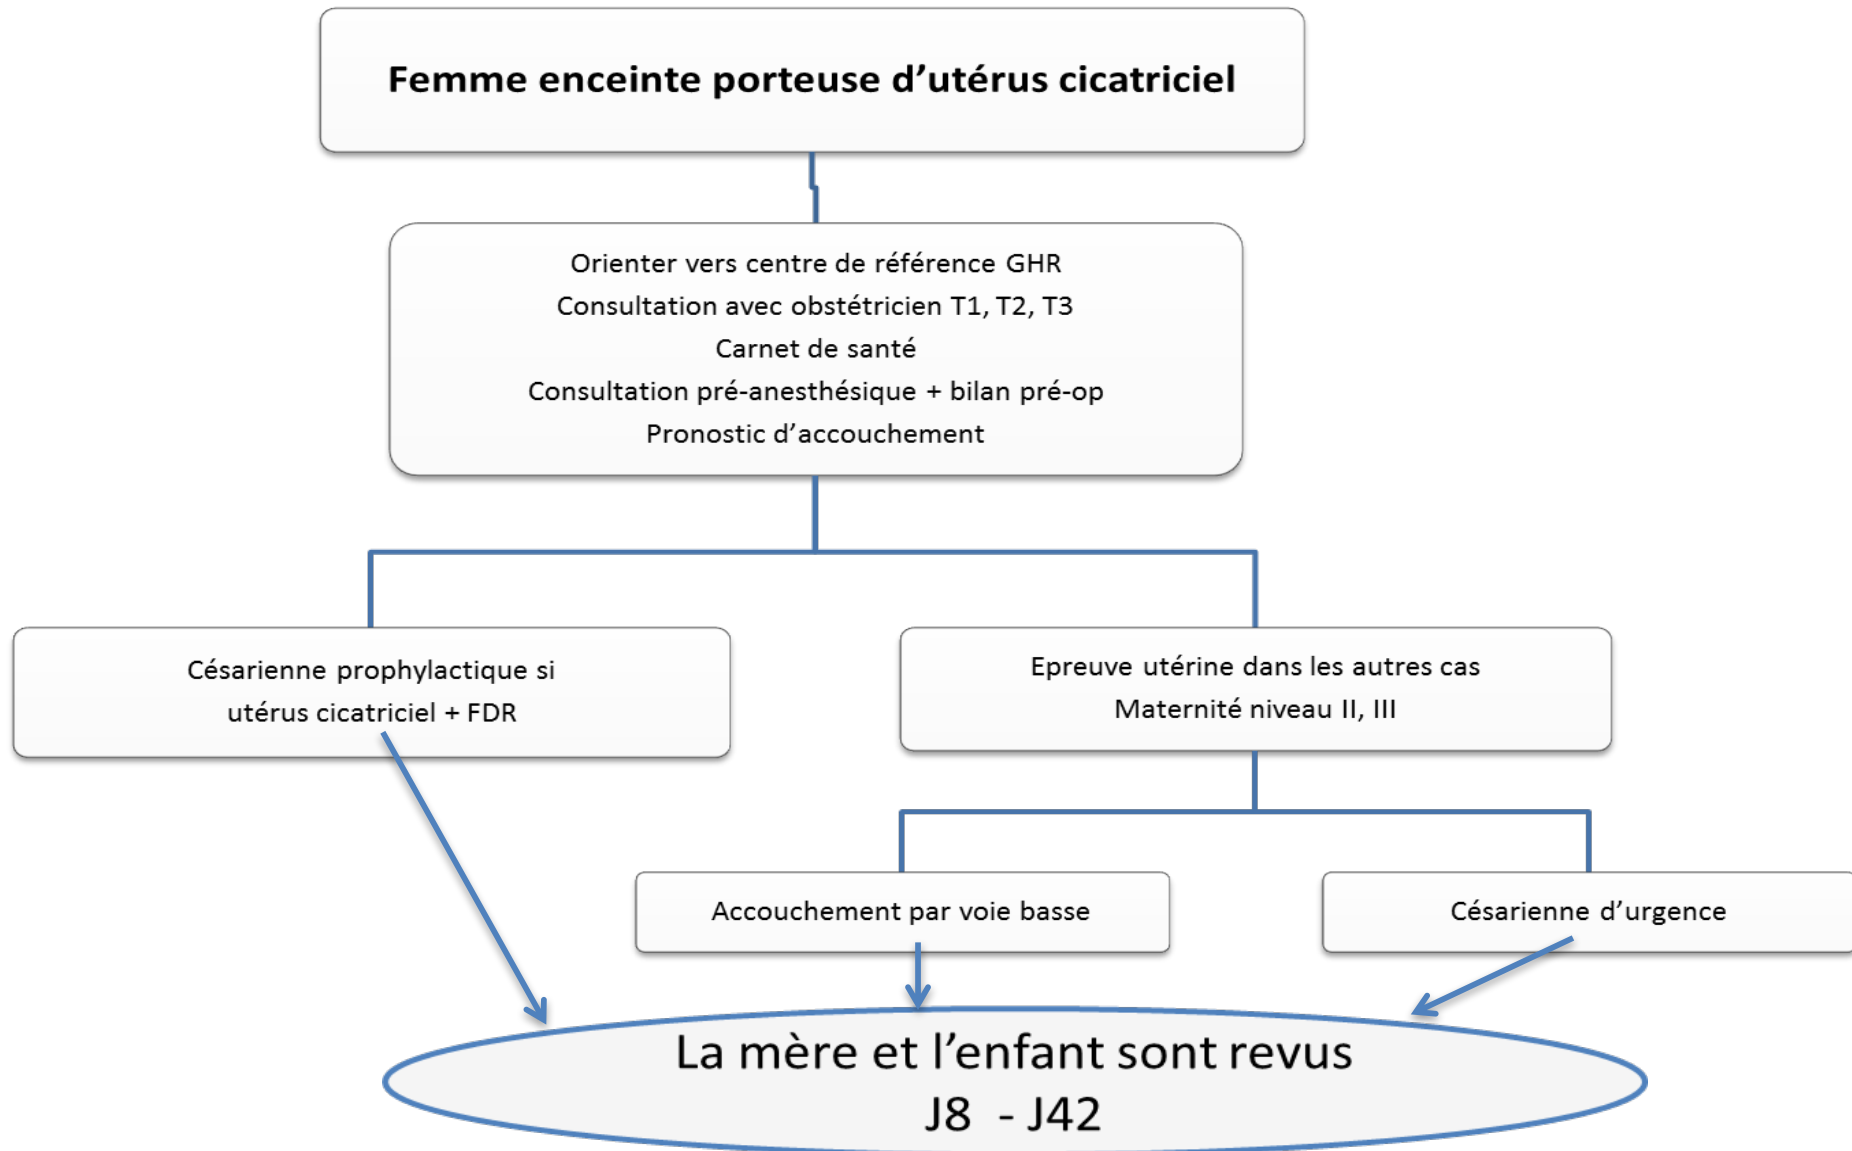 Femme enceinte porteuse d’utérus cicatriciel
Orienter vers centre de référence GHR
Consultation avec obstétricien T1, T2, T3
Carnet de santé
Consultation pré-anesthésique + bilan pré-op
Pronostic d’accouchement
Césarienne prophylactique si
utérus cicatriciel + FDR
Epreuve utérine dans les autres cas
Maternité niveau II, III
Accouchement par voie basse
Césarienne d’urgence
La mère et l’enfant sont revus
J8 - J42